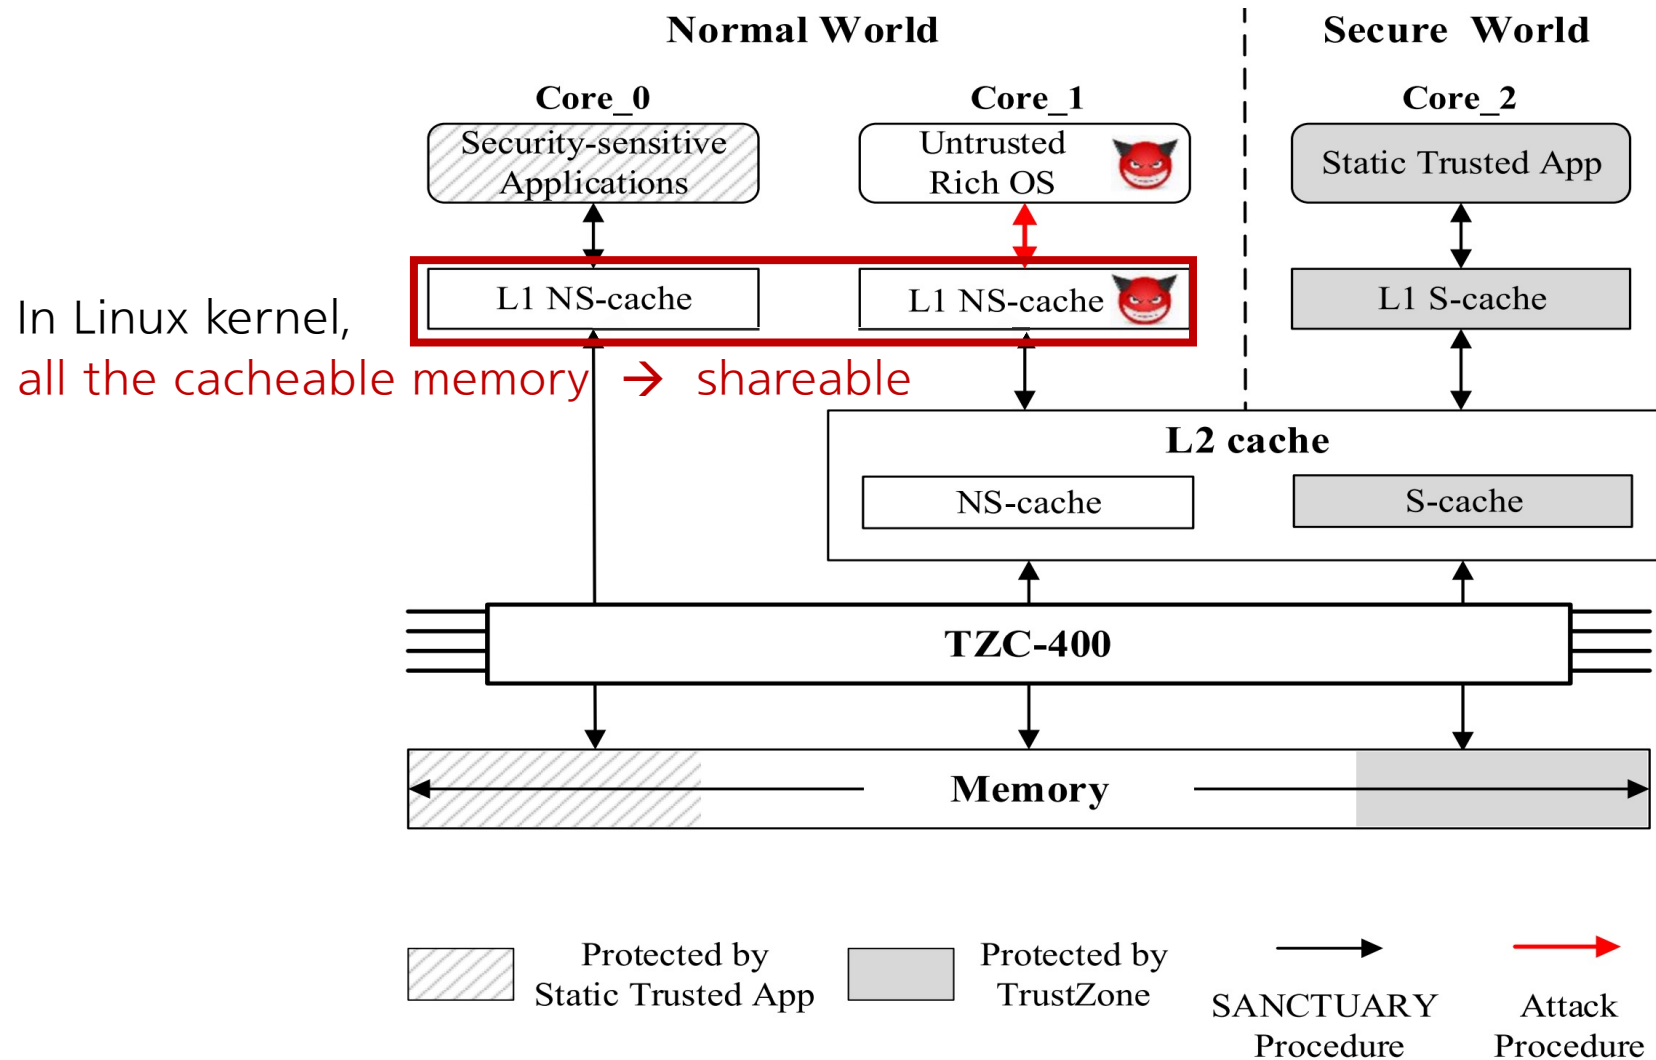 Normal World
Secure World
Core_0
Core_1
Core_2
Security-sensitive
Applications
Untrusted
Rich OS
Static Trusted App
L1 NS-cache
L1 NS-cache
L1 S-cache
In Linux kernel,
all the cacheable memory → shareable
L2 cache
NS-cache
S-cache
TZC-400
Memory
Protected by
Static Trusted App
Protected by
TrustZone
SANCTUARY
Procedure
Attack
Procedure